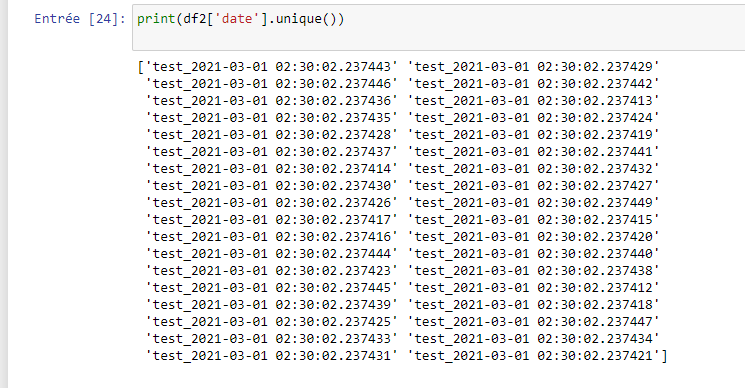 Entrée [24]: print(df2['date'].unique())
['test_2021-03-01 02:30:02.237443' 'test_2021-03-01 02:30:02.237429'
'test_2021-03-01 02:30:02.237446' 'test_2021-03-01 02:30:02.237442'
'test_2021-03-01 02:30:02.237436' 'test_2021-03-01 02:30:02.237413'
'test_2021-03-01 02:30:02.237435' 'test_2021-03-01 02:30:02.237424'
'test_2021-03-01 02:30:02.237428' 'test_2021-03-01 02:30:02.237419'
'test_2021-03-01 02:30:02.237437' 'test_2021-03-01 02:30:02.237441'
'test_2021-03-01 02:30:02.237414' 'test_2021-03-01 02:30:02.237432'
'test_2021-03-01 02:30:02.237430' 'test_2021-03-01 02:30:02.237427'
'test_2021-03-01 02:30:02.237426' 'test_2021-03-01 02:30:02.237449'
'test_2021-03-01 02:30:02.237417' 'test_2021-03-01 02:30:02.237415'
'test_2021-03-01 02:30:02.237416' 'test_2021-03-01 02:30:02.237420'
'test_2021-03-01 02:30:02.237444' 'test_2021-03-01 02:30:02.237440'
'test_2021-03-01 02:30:02.237423' 'test_2021-03-01 02:30:02.237438'
'test_2021-03-01 02:30:02.237445' 'test_2021-03-01 02:30:02.237412'
'test_2021-03-01 02:30:02.237439' 'test_2021-03-01 02:30:02.237418'
'test_2021-03-01 02:30:02.237425' 'test_2021-03-01 02:30:02.237447'
'test_2021-03-01 02:30:02.237433' 'test_2021-03-01 02:30:02.237434'
'test_2021-03-01 02:30:02.237431' 'test_2021-03-01 02:30:02.237421']